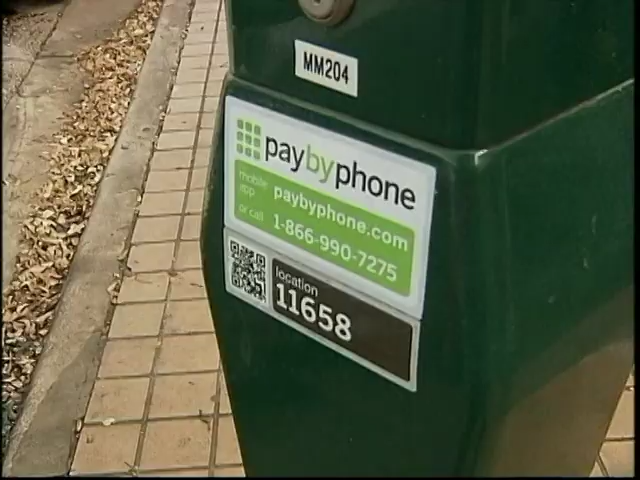 MM204
paybyphone
mobile app paybyphone.com
or call 1-866-990-7275
location
11658